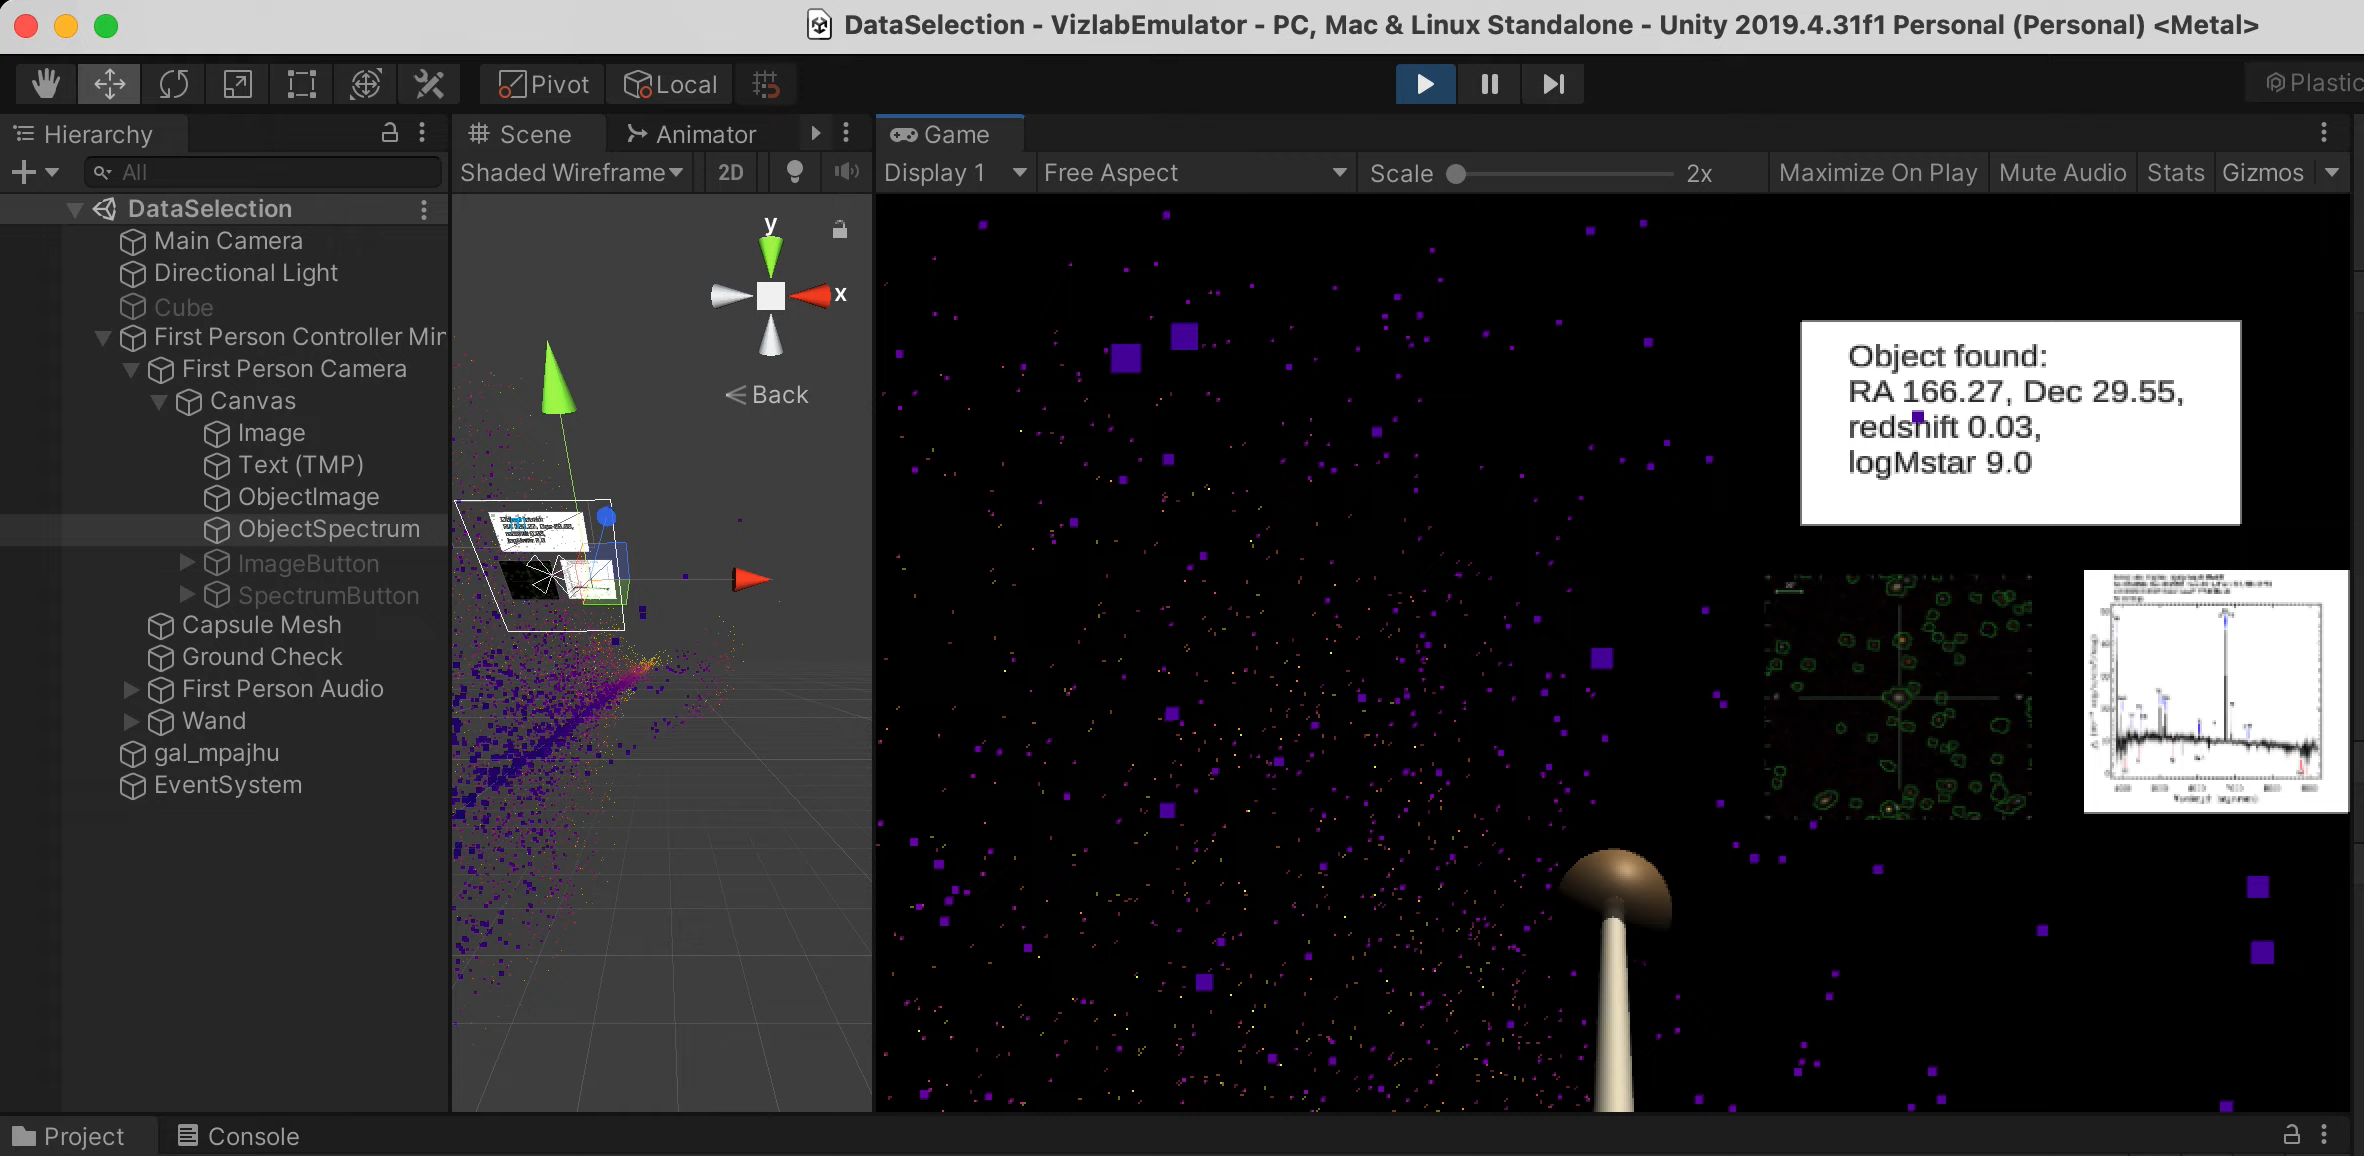 DataSelection - VizlabEmulator - PC, Mac & Linux Standalone - Unity 2019.4.31f1 Personal (Personal) <Metal>
Pivot
Local
Plastic
Hierarchy
All
DataSelection
Main Camera
Directional Light
Cube
First Person Controller Min
First Person Camera
Canvas
Image
Text (TMP)
ObjectImage
ObjectSpectrum
ImageButton
SpectrumButton
Capsule Mesh
Ground Check
First Person Audio
Wand
gal_mpajhu
EventSystem
Scene
Animator
Shaded Wireframe
2D
y
x
Back
Game
Display 1
Free Aspect
Scale
2x
Maximize On Play
Mute Audio
Stats
Gizmos
Object found:
RA 166.27, Dec 29.55,
redshift 0.03,
logMstar 9.0
Project
Console